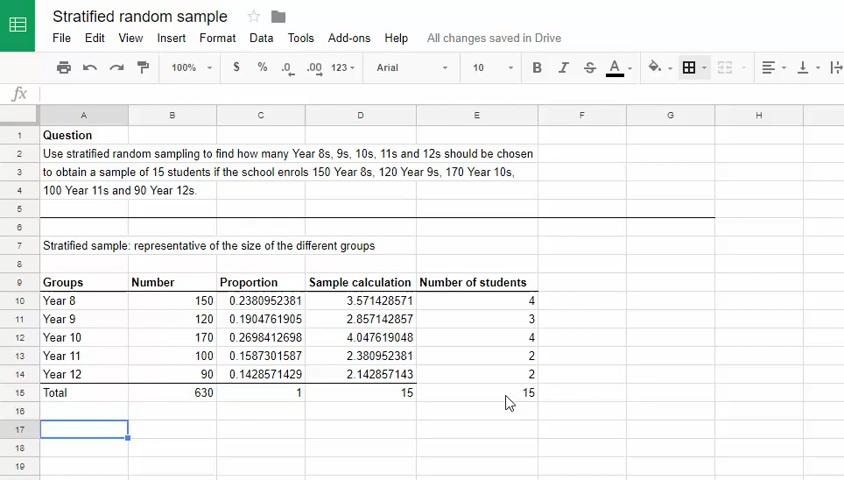 Stratified random sample
File Edit View Insert Format Data Tools Add-ons Help All changes saved in Drive
100% $ % .0 .00 123 Arial 10 B I S A
fx
A B C D E F G H
1 Question
2 Use stratified random sampling to find how many Year 8s, 9s, 10s, 11s and 12s should be chosen
3 to obtain a sample of 15 students if the school enrols 150 Year 8s, 120 Year 9s, 170 Year 10s,
4 100 Year 11s and 90 Year 12s.
5
6
7 Stratified sample: representative of the size of the different groups
8
9 Groups Number Proportion Sample calculation Number of students
10 Year 8 150 0.2380952381 3.571428571 4
11 Year 9 120 0.1904761905 2.857142857 3
12 Year 10 170 0.2698412698 4.047619048 4
13 Year 11 100 0.1587301587 2.380952381 2
14 Year 12 90 0.1428571429 2.142857143 2
15 Total 630 1 15 15
16
17
18
19